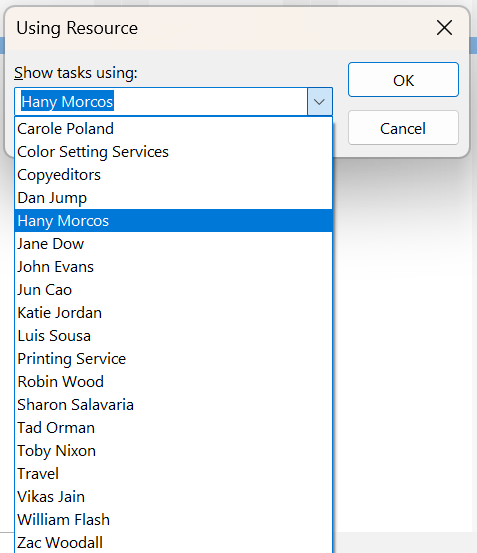 Using Resource
Show tasks using:
Hany Morcos
OK
Cancel
Carole Poland
Color Setting Services
Copyeditors
Dan Jump
Hany Morcos
Jane Dow
John Evans
Jun Cao
Katie Jordan
Luis Sousa
Printing Service
Robin Wood
Sharon Salavaria
Tad Orman
Toby Nixon
Travel
Vikas Jain
William Flash
Zac Woodall